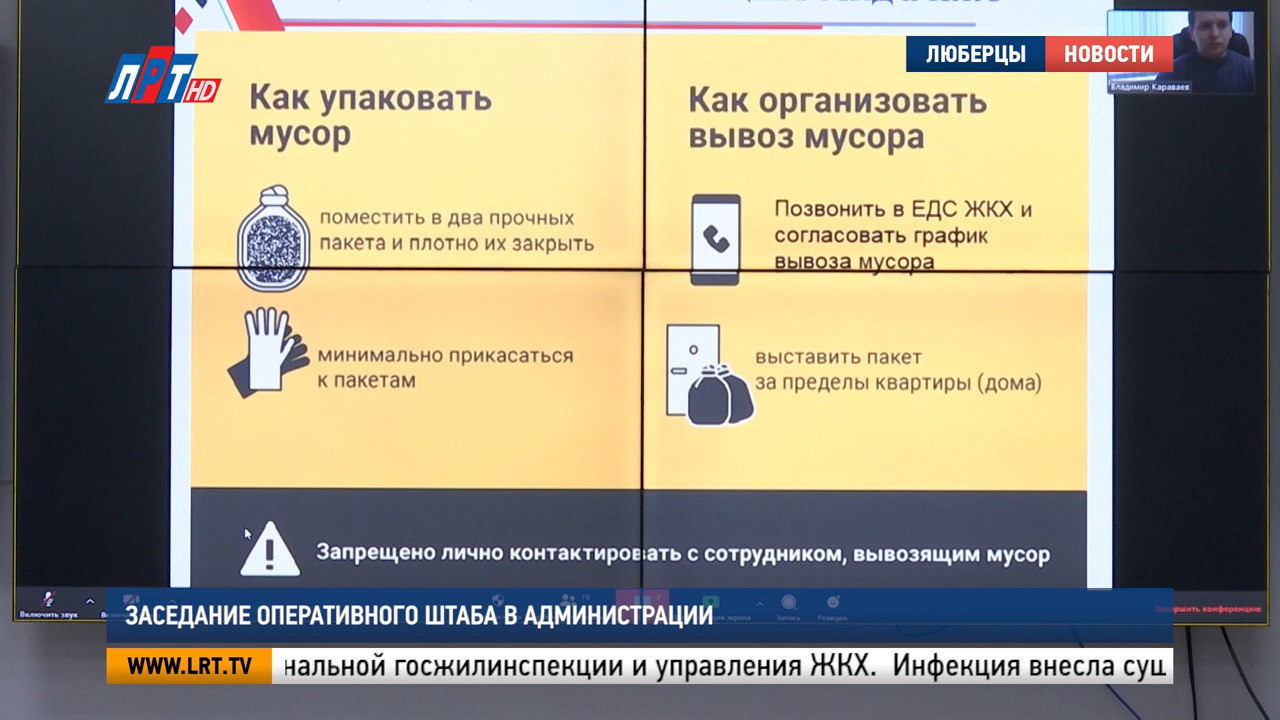 ЛРТ HD
ЛЮБЕРЦЫ НОВОСТИ
Владимир Караваев
Как упаковать
мусор
поместить в два прочных
пакета и плотно их закрыть
минимально прикасаться
к пакетам
Как организовать
вывоз мусора
Позвонить в ЕДС ЖКХ и
согласовать график
вывоза мусора
выставить пакет
за пределы квартиры (дома)
Запрещено лично контактировать с сотрудником, вывозящим мусор
Включить звук
70
Запись
Реакции
конференцию
ЗАСЕДАНИЕ ОПЕРАТИВНОГО ШТАБА В АДМИНИСТРАЦИИ
WWW.LRT.TV
нальной госжилинспекции и управления ЖКХ. Инфекция внесла сущ